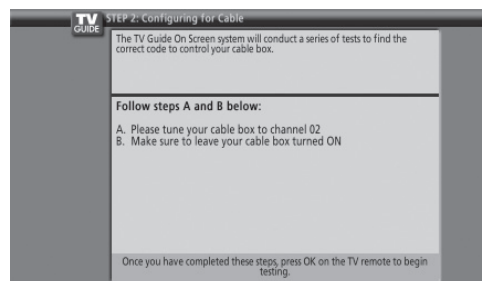 TV
GUIDE
STEP 2: Configuring for Cable
The TV Guide On Screen system will conduct a series of tests to find the
correct code to control your cable box.
Follow steps A and B below:
A. Please tune your cable box to channel 02
B. Make sure to leave your cable box turned ON
Once you have completed these steps, press OK on the TV remote to begin
testing.